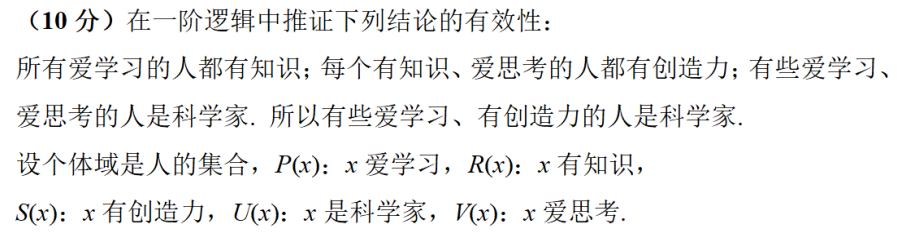 （10 分）在一阶逻辑中推证下列结论的有效性：
所有爱学习的人都有知识；每个有知识、爱思考的人都有创造力；有些爱学习、
爱思考的人是科学家. 所以有些爱学习、有创造力的人是科学家.
设个体域是人的集合，P(x)：x 爱学习，R(x)：x 有知识，
S(x)：x 有创造力，U(x)：x 是科学家，V(x)：x 爱思考.